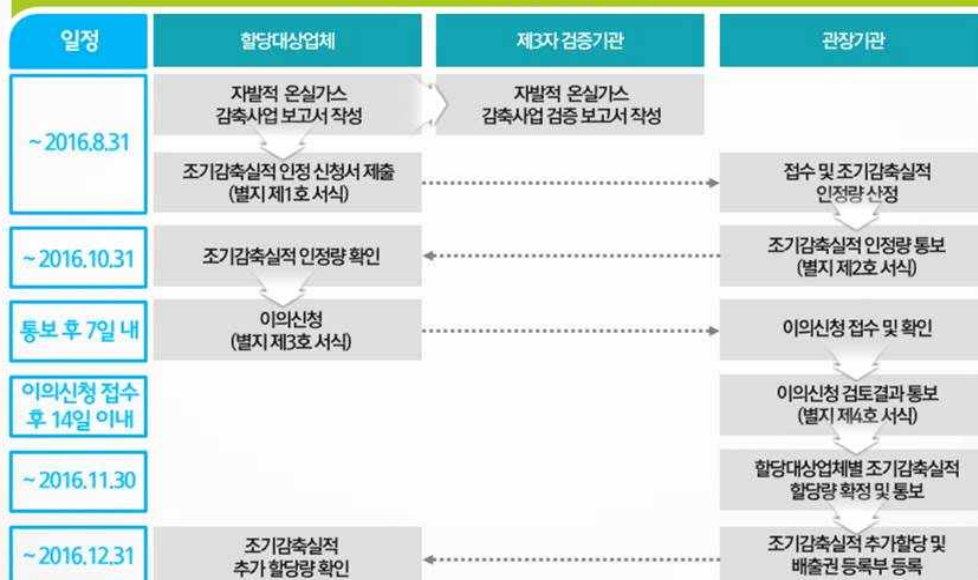 일정
할당대상업체
제3자 검증기관
관장기관
~ 2016.8.31
자발적 온실가스
감축사업 보고서 작성
자발적 온실가스
감축사업 검증 보고서 작성
조기감축실적 인정 신청서 제출
(별지 제1호 서식)
접수 및 조기감축실적
인정량 산정
~ 2016.10.31
조기감축실적 인정량 확인
조기감축실적 인정량 통보
(별지 제2호 서식)
통보 후 7일 내
이의신청
(별지 제3호 서식)
이의신청 접수 및 확인
이의신청 접수
후 14일 이내
이의신청 검토결과 통보
(별지 제4호 서식)
~ 2016.11.30
할당대상업체별 조기감축실적
할당량 확정 및 통보
~ 2016.12.31
조기감축실적
추가 할당량 확인
조기감축실적 추가할당 및
배출권 등록부 등록